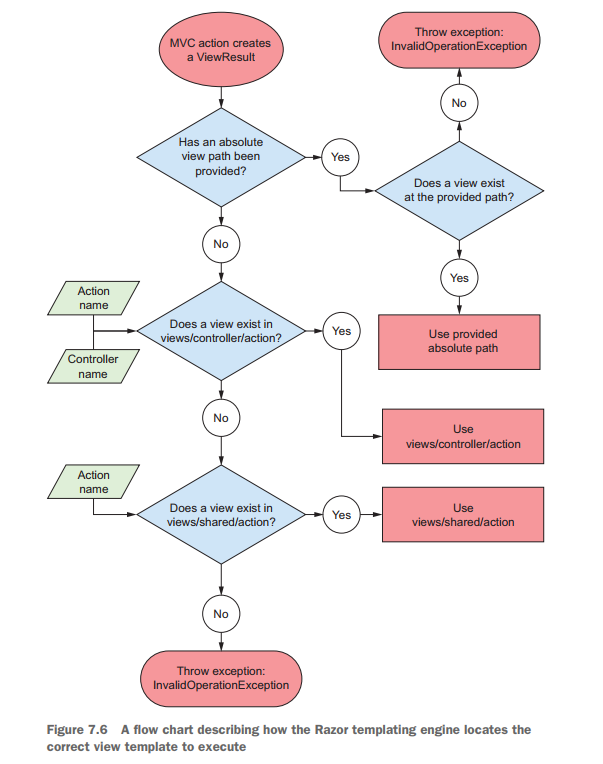 MVC action creates
a ViewResult
Throw exception:
InvalidOperationException
No
Has an absolute
view path been
provided?
Yes
Does a view exist
at the provided path?
No
Yes
Action
name
Controller
name
Does a view exist in
views/controller/action?
Yes
Use provided
absolute path
No
Use
views/controller/action
Action
name
Does a view exist in
views/shared/action?
Yes
Use
views/shared/action
No
Throw exception:
InvalidOperationException
Figure 7.6 A flow chart describing how the Razor templating engine locates the
correct view template to execute